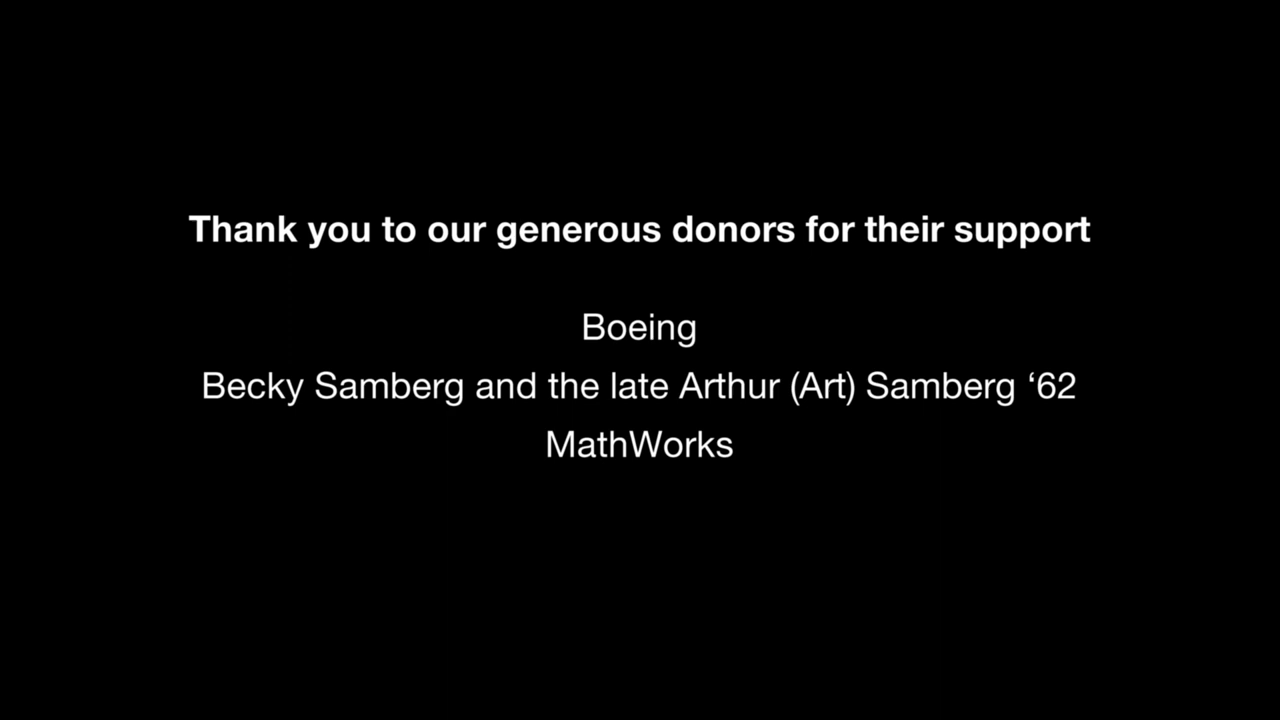 Thank you to our generous donors for their support
Boeing
Becky Samberg and the late Arthur (Art) Samberg ‘62
MathWorks